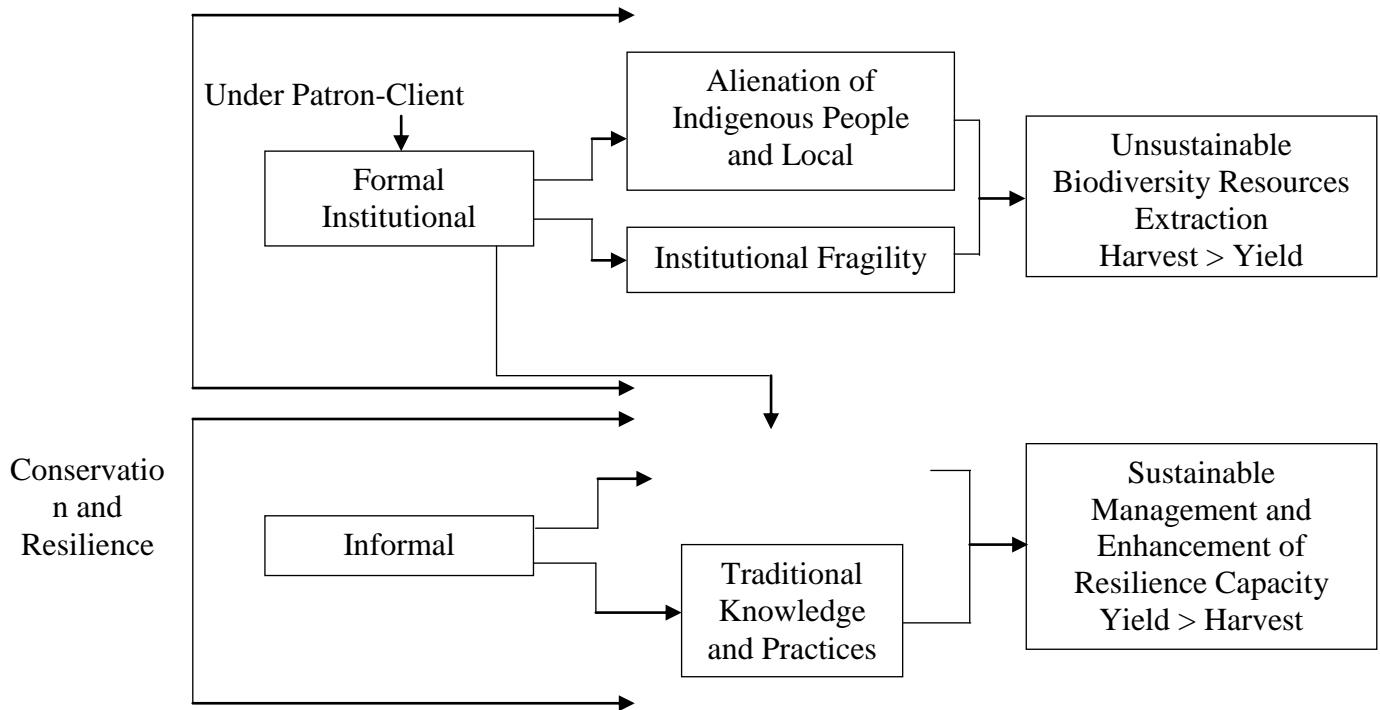 Under Patron-Client
Formal
Institutional
Alienation of
Indigenous People
and Local
Institutional Fragility
Unsustainable
Biodiversity Resources
Extraction
Harvest > Yield
Conservatio
n and
Resilience
Informal
Traditional
Knowledge
and Practices
Sustainable
Management and
Enhancement of
Resilience Capacity
Yield > Harvest